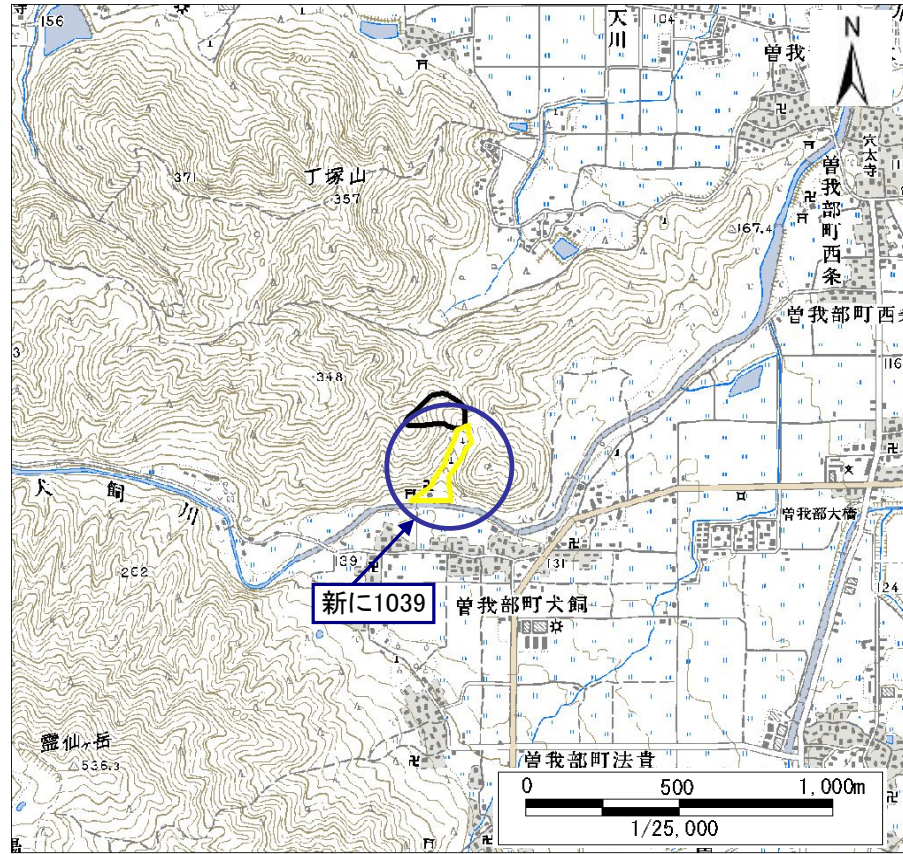 156
天川
104
曽我
N
穴太寺
371
丁塚山
357
167.4
曽我部町西条
曽我部町西条
116
348
3
犬飼川
曽我部大橋
139
131
124
262
新に1039
曽我部町犬飼
霊仙ヶ岳
536.3
曽我部町法貴
0 500 1,000m
1/25,000